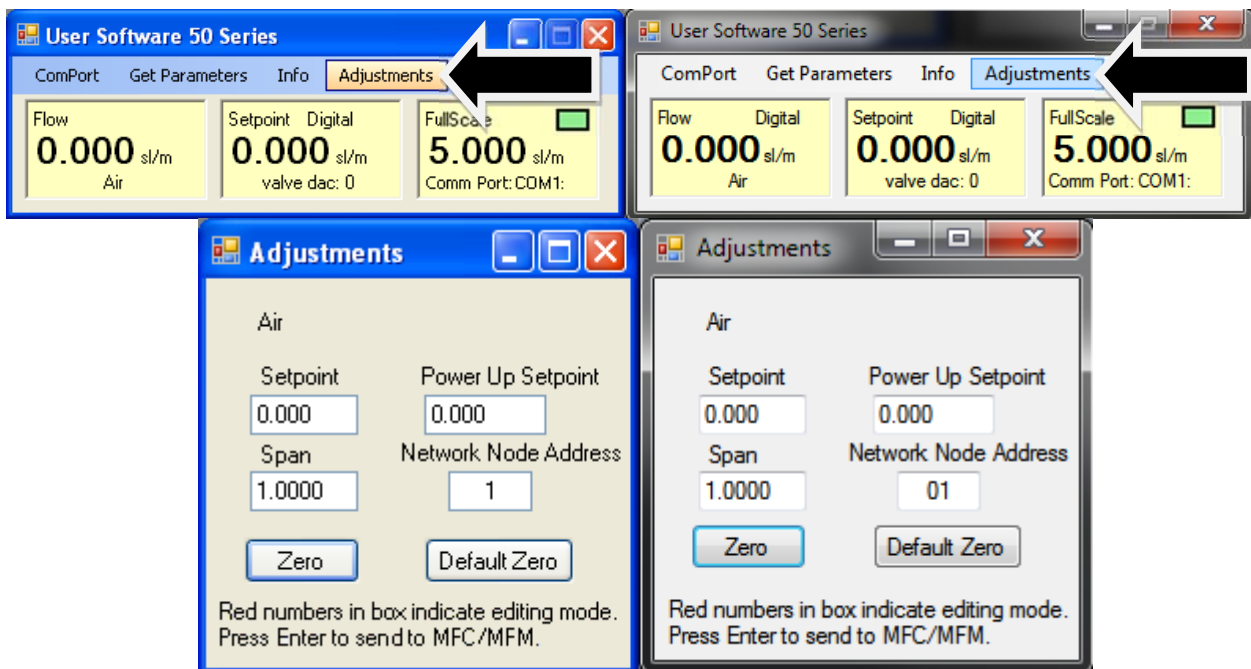 User Software 50 Series
ComPort Get Parameters Info Adjustments
Flow
0.000 sl/m
Air
Setpoint Digital
0.000 sl/m
valve dac: 0
FullScale
5.000 sl/m
Comm Port: COM1:
User Software 50 Series
ComPort Get Parameters Info Adjustments
Flow Digital
0.000 sl/m
Air
Setpoint Digital
0.000 sl/m
valve dac: 0
FullScale
5.000 sl/m
Comm Port: COM1:
Adjustments
Air
Setpoint Power Up Setpoint
0.000 0.000
Span Network Node Address
1.0000 1
Zero Default Zero
Red numbers in box indicate editing mode.
Press Enter to send to MFC/MFM.
Adjustments
Air
Setpoint Power Up Setpoint
0.000 0.000
Span Network Node Address
1.0000 01
Zero Default Zero
Red numbers in box indicate editing mode.
Press Enter to send to MFC/MFM.